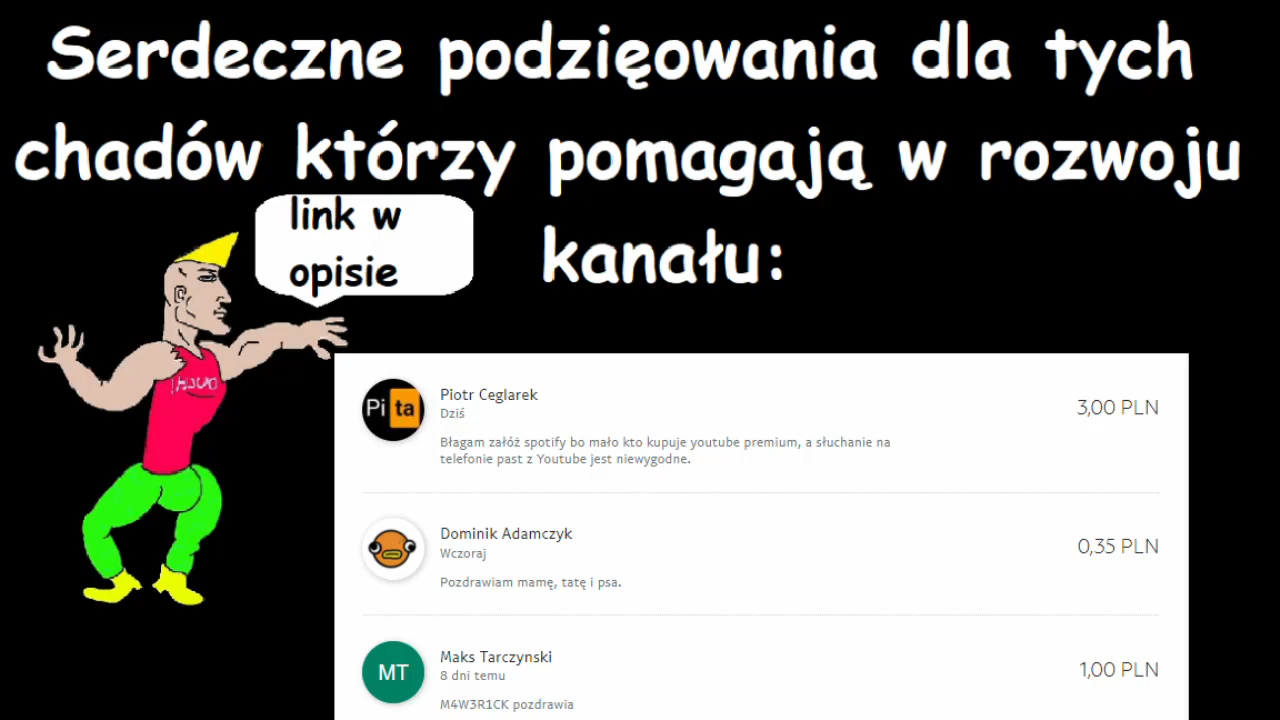 Serdeczne podzięowania dla tych
chadów którzy pomagają w rozwoju
kanału:
link w
opisie
Pita
Piotr Ceglarek
3,00 PLN
Dziś
Błagam załóż spotify bo mało kto kupuje youtube premium, a słuchanie na
telefonie past z Youtube jest niewygodne.
Dominik Adamczyk
0,35 PLN
Wczoraj
Pozdrawiam mamę, tatę i psa.
MT
Maks Tarczynski
1,00 PLN
8 dni temu
M4W3R1CK pozdrawia